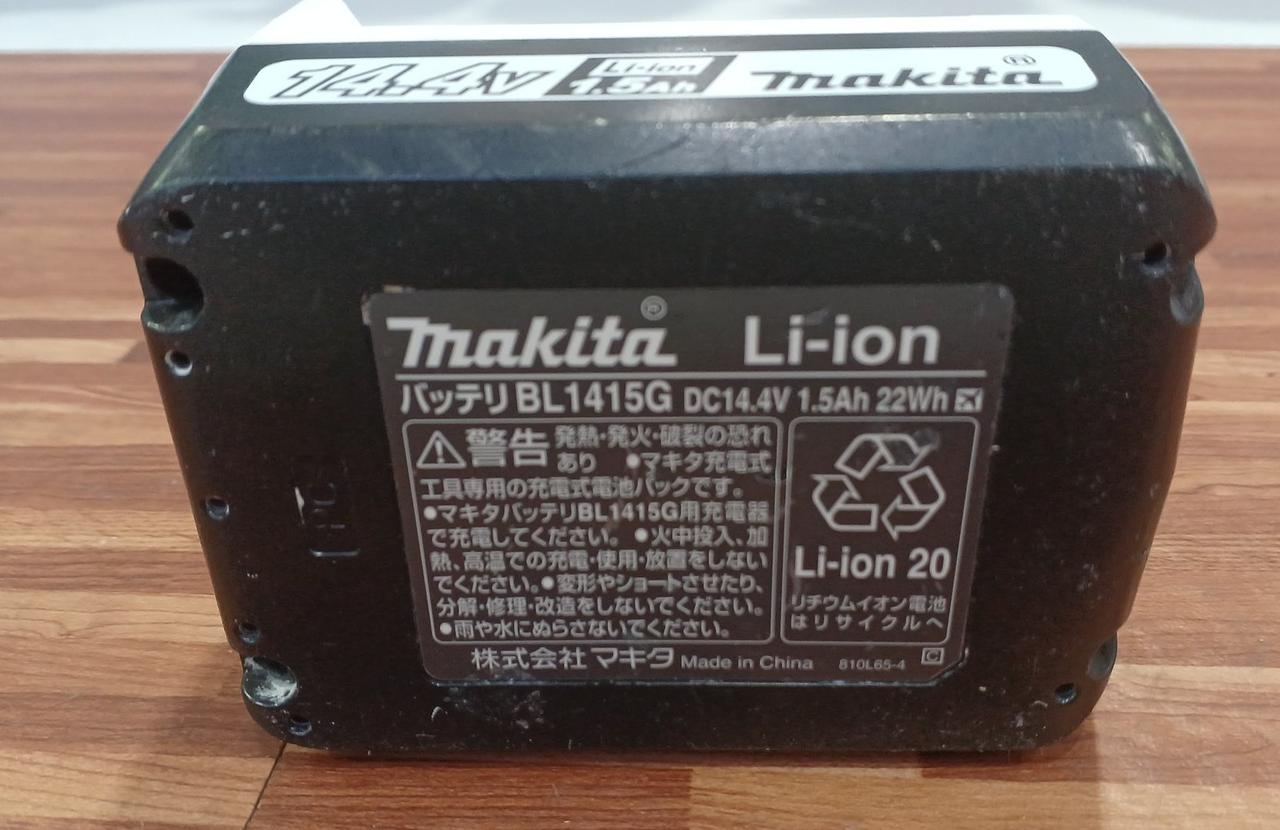 14.4V Li-ion 1.5Ah makita®
makita® Li-ion
バッテリ BL1415G DC14.4V 1.5Ah 22Wh
警告 発熱・発火・破裂の恐れ
あり ●マキタ充電式
工具専用の充電式電池パックです。
●マキタバッテリBL1415G用充電器
で充電してください。 ●火中投入、加
熱、高温での充電・使用・放置をしない
でください。●変形やショートさせたり、
分解・修理・改造をしないでください。
●雨や水にぬらさないでください。
Li-ion 20
リチウムイオン電池
はリサイクルへ
株式会社 マキタ Made in China 810L65-4 C